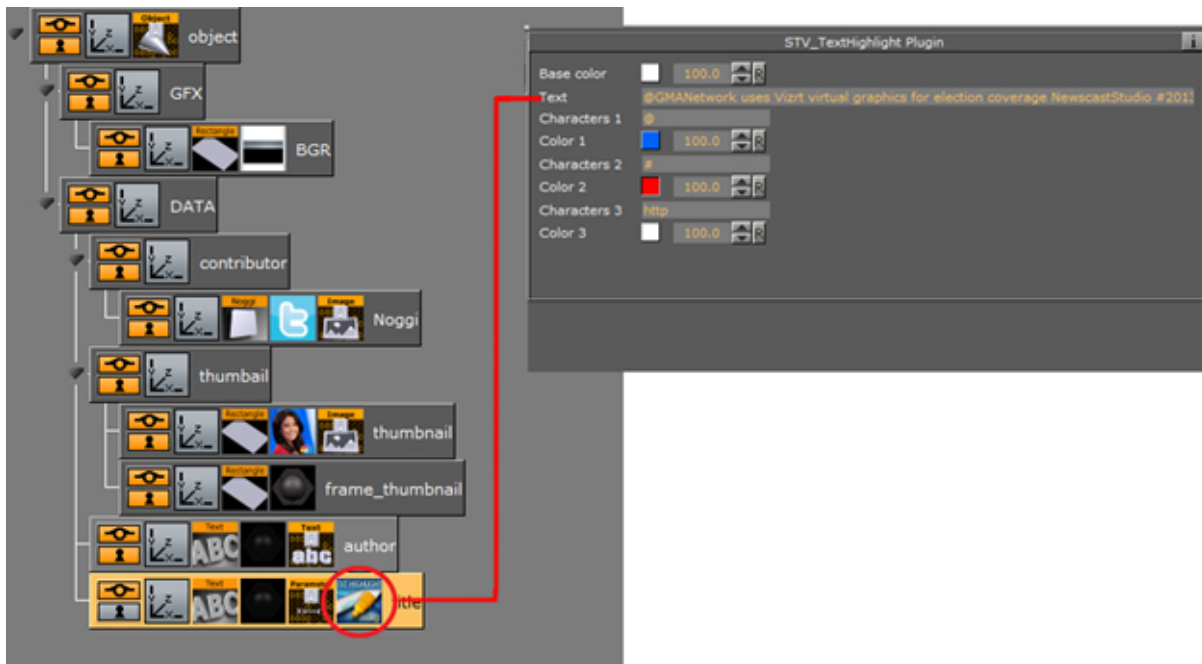 Object
object
GFX
Rectangle
BGR
DATA
contributor
Noggi
Image
Noggi
thumbail
Rectangle
Image
thumbnail
Rectangle
frame_thumbnail
Text
ABC
Text
abc
author
Text
ABC
STV_TextHighlight Plugin
i
Base color 100.0 R
Text @GMANetwork uses Vizrt virtual graphics for election coverage NewscastStudio
Characters 1 @
Color 1 100.0 R
Characters 2 #
Color 2 100.0 R
Characters 3 http
Color 3 100.0 R